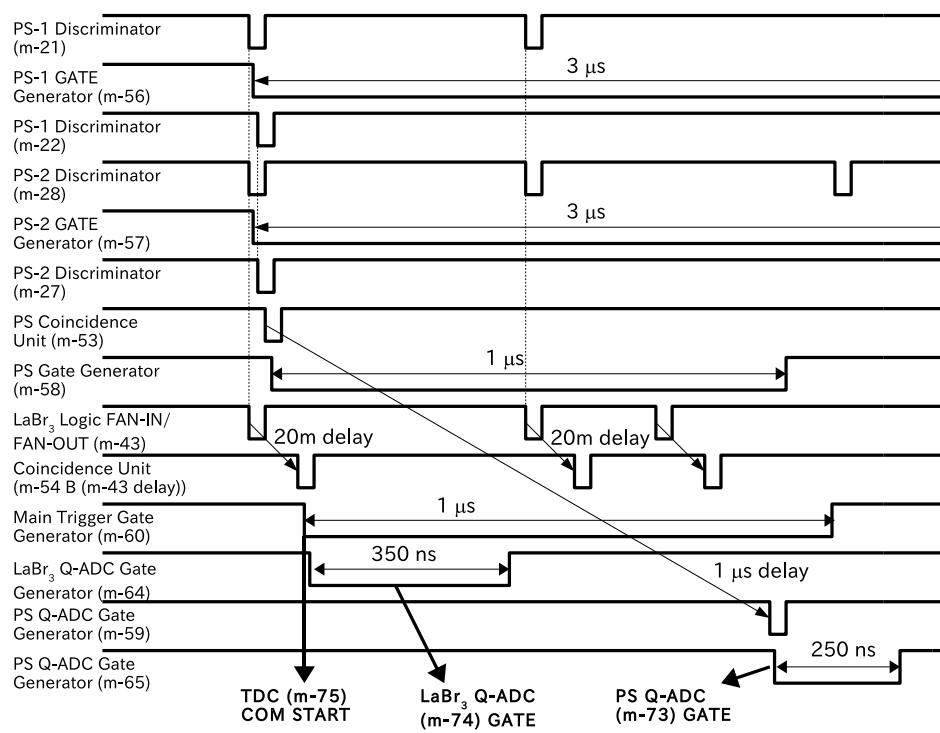 PS-1 Discriminator
(m-21)
PS-1 GATE
Generator (m-56)
3 μs
PS-1 Discriminator
(m-22)
PS-2 Discriminator
(m-28)
PS-2 GATE
Generator (m-57)
3 μs
PS-2 Discriminator
(m-27)
PS Coincidence
Unit (m-53)
PS Gate Generator
(m-58)
1 μs
LaBr₃ Logic FAN-IN/
FAN-OUT (m-43)
20m delay
20m delay
Coincidence Unit
(m-54 B (m-43 delay))
Main Trigger Gate
Generator (m-60)
1 μs
LaBr₃ Q-ADC Gate
Generator (m-64)
350 ns
1 μs delay
PS Q-ADC Gate
Generator (m-59)
PS Q-ADC Gate
Generator (m-65)
250 ns
TDC (m-75)
COM START
LaBr₃ Q-ADC
(m-74) GATE
PS Q-ADC
(m-73) GATE